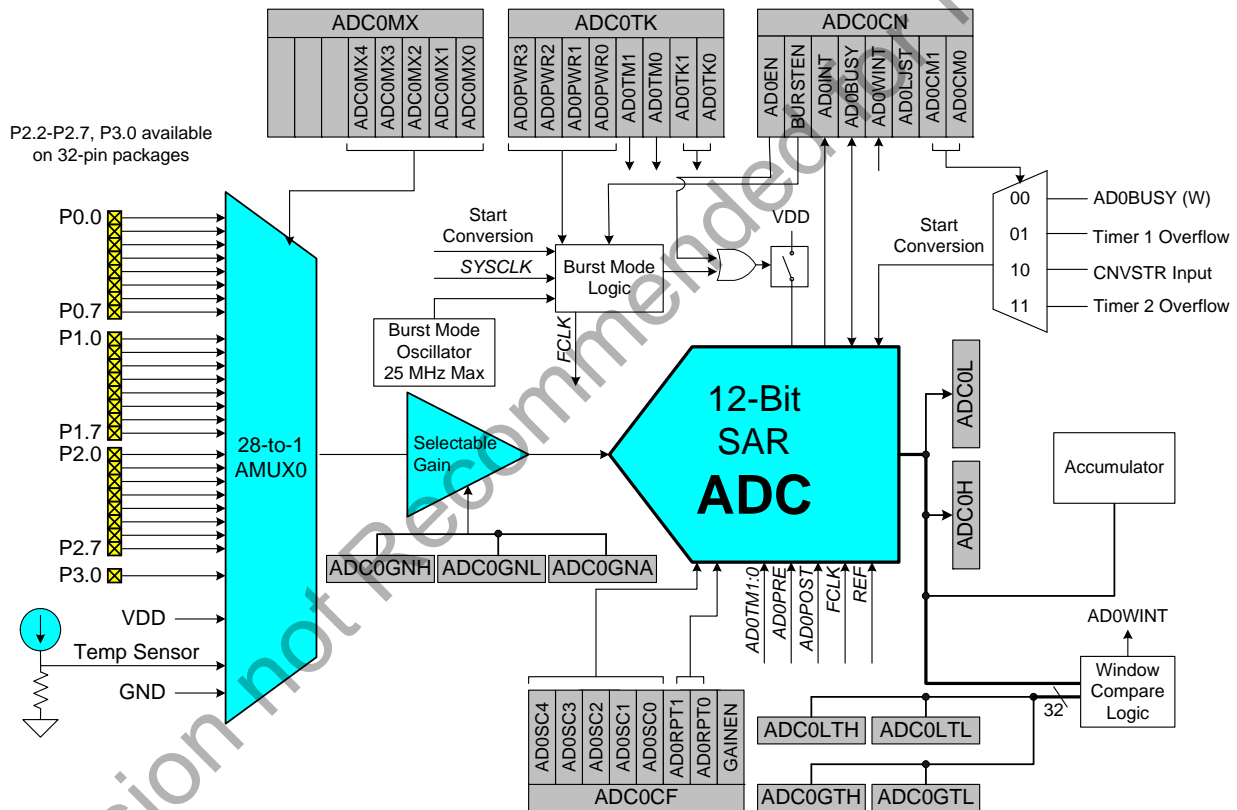 ADC0MX
ADC0MX4
ADC0MX3
ADC0MX2
ADC0MX1
ADC0MX0
ADC0TK
AD0PWR3
AD0PWR2
AD0PWR1
AD0PWR0
AD0TM1
AD0TM0
AD0TK1
AD0TK0
ADC0CN
AD0EN
BURSTEN
AD0INT
AD0BUSY
AD0WINT
AD0LJST
AD0CM1
AD0CM0
P2.2-P2.7, P3.0 available
on 32-pin packages
P0.0
P0.7
P1.0
P1.7
P2.0
P2.7
P3.0
VDD
Temp Sensor
GND
28-to-1
AMUX0
Start
Conversion
SYSCLK
Burst Mode
Logic
Burst Mode
Oscillator
25 MHz Max
FCLK
VDD
Start
Conversion
00
01
10
11
AD0BUSY (W)
Timer 1 Overflow
CNVSTR Input
Timer 2 Overflow
Selectable
Gain
ADC0GNH
ADC0GNL
ADC0GNA
12-Bit
SAR
ADC
ADC0L
ADC0H
Accumulator
AD0TM1:0
AD0PRE
AD0POST
FCLK
REF
AD0WINT
Window
Compare
Logic
32
AD0SC4
AD0SC3
AD0SC2
AD0SC1
AD0SC0
AD0RPT1
AD0RPT0
GAINEN
ADC0CF
ADC0LTH
ADC0LTL
ADC0GTH
ADC0GTL
not Recommended for